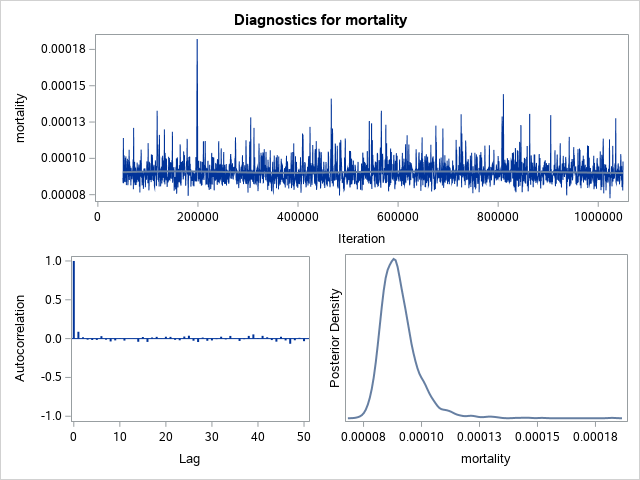 Diagnostics for mortality
0.00018
0.00015
0.00013
0.00010
0.00008
mortality
0 200000 400000 600000 800000 1000000
Iteration
1.0
0.5
0.0
-0.5
-1.0
Autocorrelation
0 10 20 30 40 50
Lag
Posterior Density
0.00008 0.00010 0.00013 0.00015 0.00018
mortality